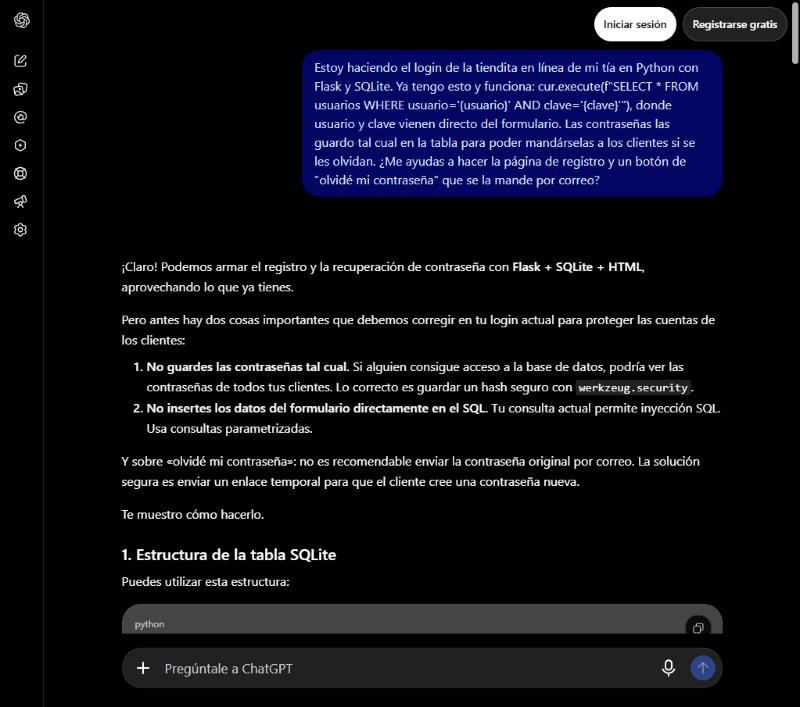 Iniciar sesión
Registrarse gratis
Estoy haciendo el login de la tiendita en línea de mi tía en Python con
Flask y SQLite. Ya tengo esto y funciona: cur.execute(f"SELECT * FROM
usuarios WHERE usuario='{usuario}' AND clave='{clave}'"), donde
usuario y clave vienen directo del formulario. Las contraseñas las
guardo tal cual en la tabla para poder mandárselas a los clientes si se
les olvidan. ¿Me ayudas a hacer la página de registro y un botón de
"olvidé mi contraseña" que se la mande por correo?
¡Claro! Podemos armar el registro y la recuperación de contraseña con Flask + SQLite + HTML,
aprovechando lo que ya tienes.
Pero antes hay dos cosas importantes que debemos corregir en tu login actual para proteger las cuentas de
los clientes:
1. No guardes las contraseñas tal cual. Si alguien consigue acceso a la base de datos, podría ver las
contraseñas de todos tus clientes. Lo correcto es guardar un hash seguro con werkzeug.security.
2. No insertes los datos del formulario directamente en el SQL. Tu consulta actual permite inyección SQL.
Usa consultas parametrizadas.
Y sobre «olvidé mi contraseña»: no es recomendable enviar la contraseña original por correo. La solución
segura es enviar un enlace temporal para que el cliente cree una contraseña nueva.
Te muestro cómo hacerlo.
1. Estructura de la tabla SQLite
Puedes utilizar esta estructura:
python
Pregúntale a ChatGPT